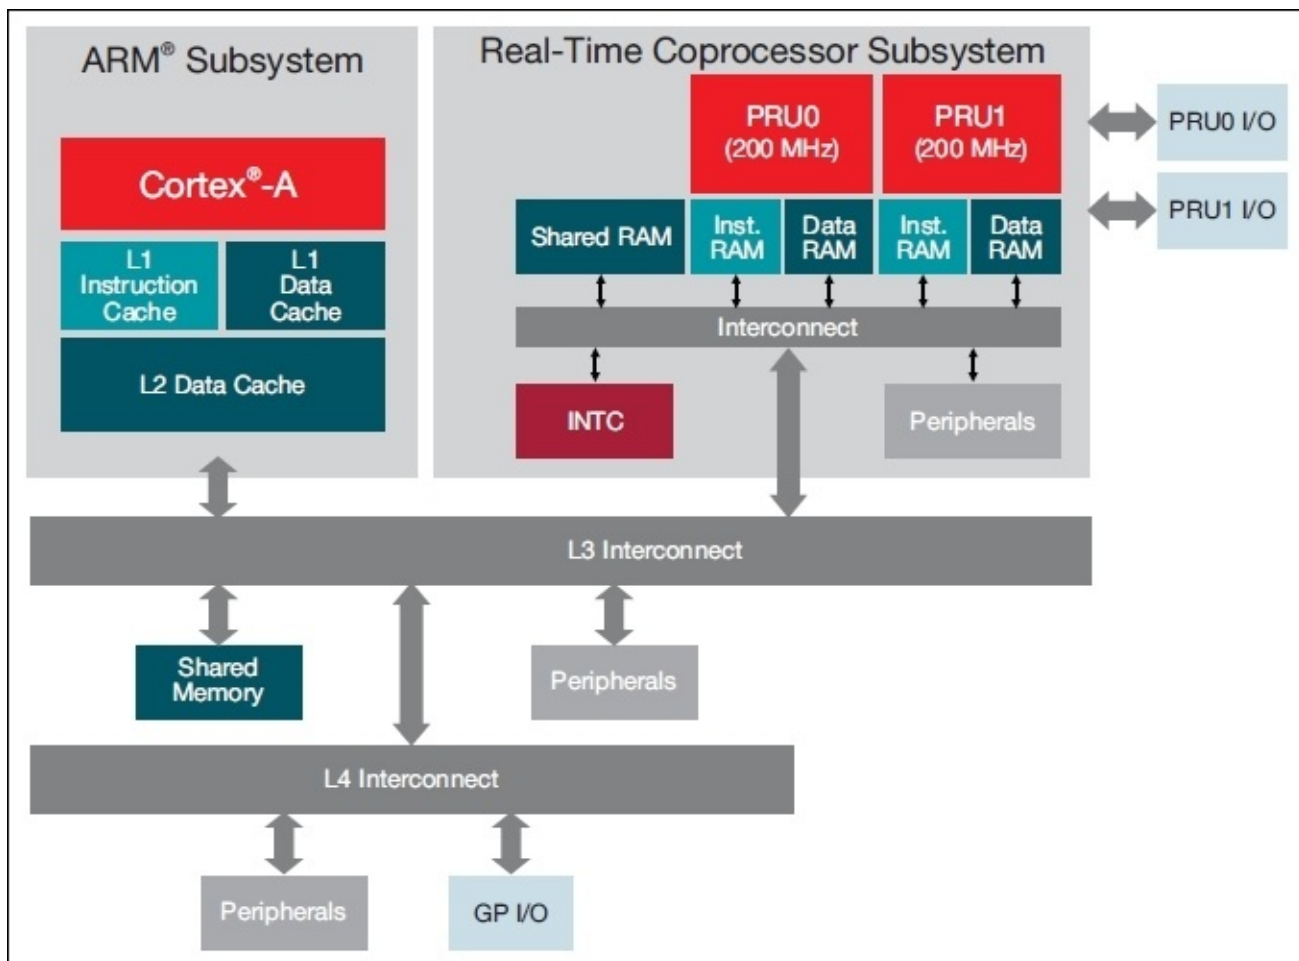 ARM® Subsystem
Real-Time Coprocessor Subsystem
Cortex®-A
L1
Instruction
Cache
L1
Data
Cache
L2 Data Cache
PRU0
(200 MHz)
PRU1
(200 MHz)
Shared RAM
Inst.
RAM
Data
RAM
Inst.
RAM
Data
RAM
Interconnect
INTC
Peripherals
PRU0 I/O
PRU1 I/O
L3 Interconnect
Shared
Memory
Peripherals
L4 Interconnect
Peripherals
GP I/O